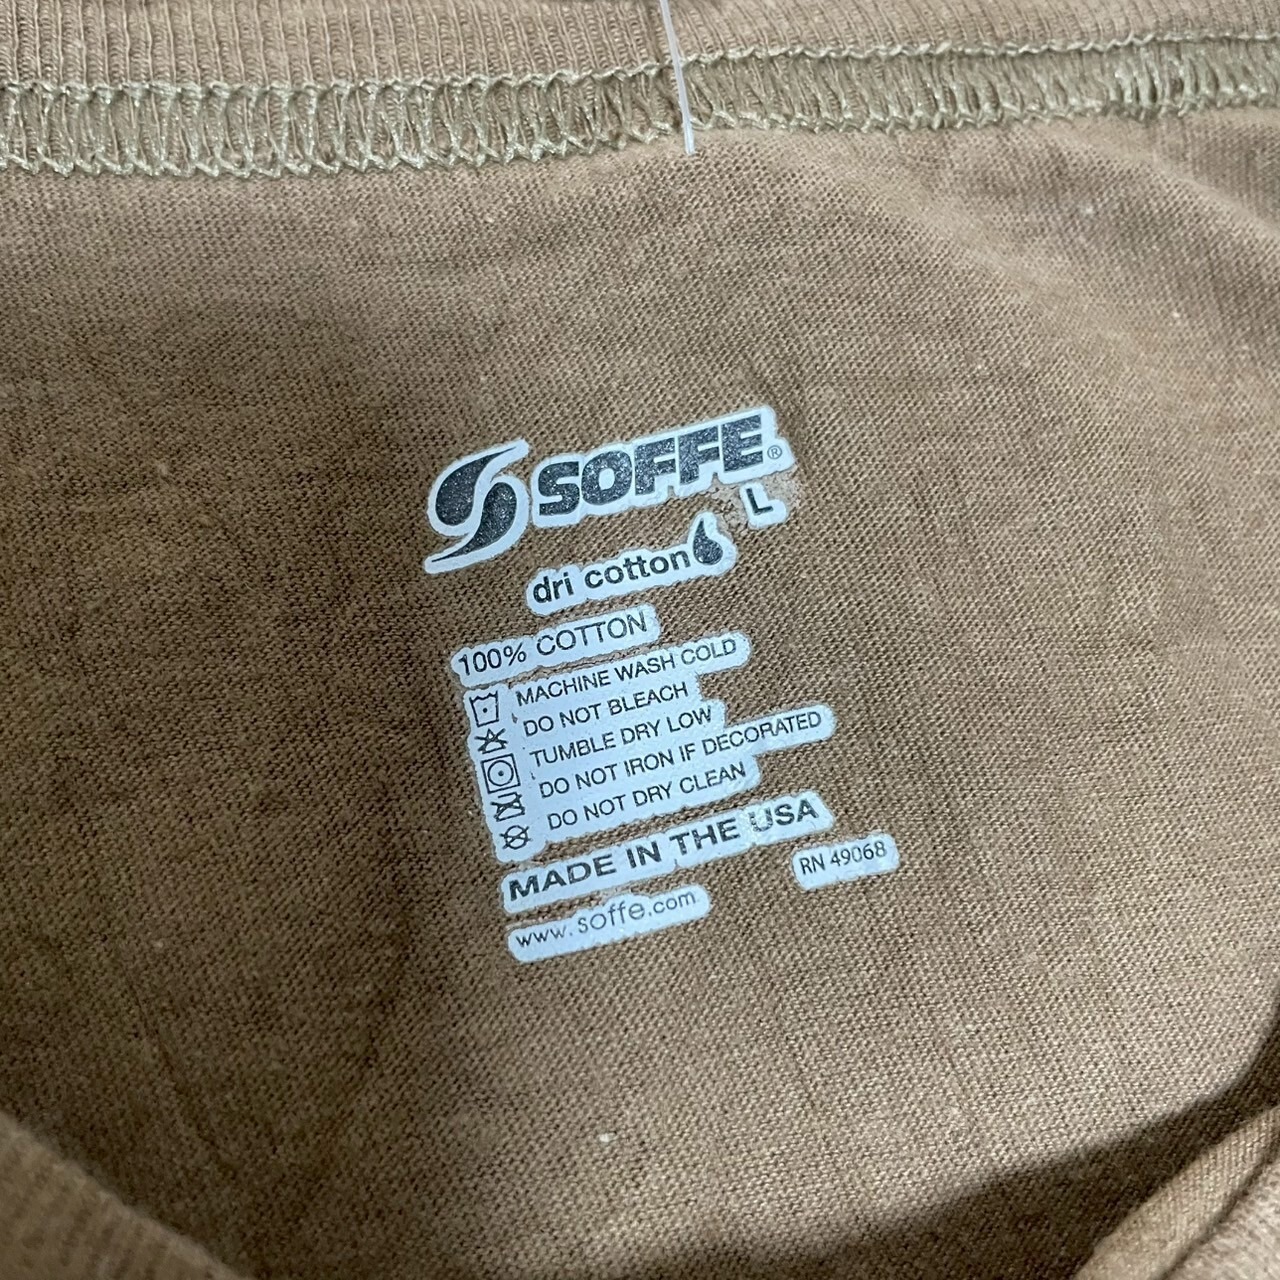 SOFFE®
L
dri cotton
100% COTTON
MACHINE WASH COLD
DO NOT BLEACH
TUMBLE DRY LOW
DO NOT IRON IF DECORATED
DO NOT DRY CLEAN
MADE IN THE USA
RN 49068
www.soffe.com